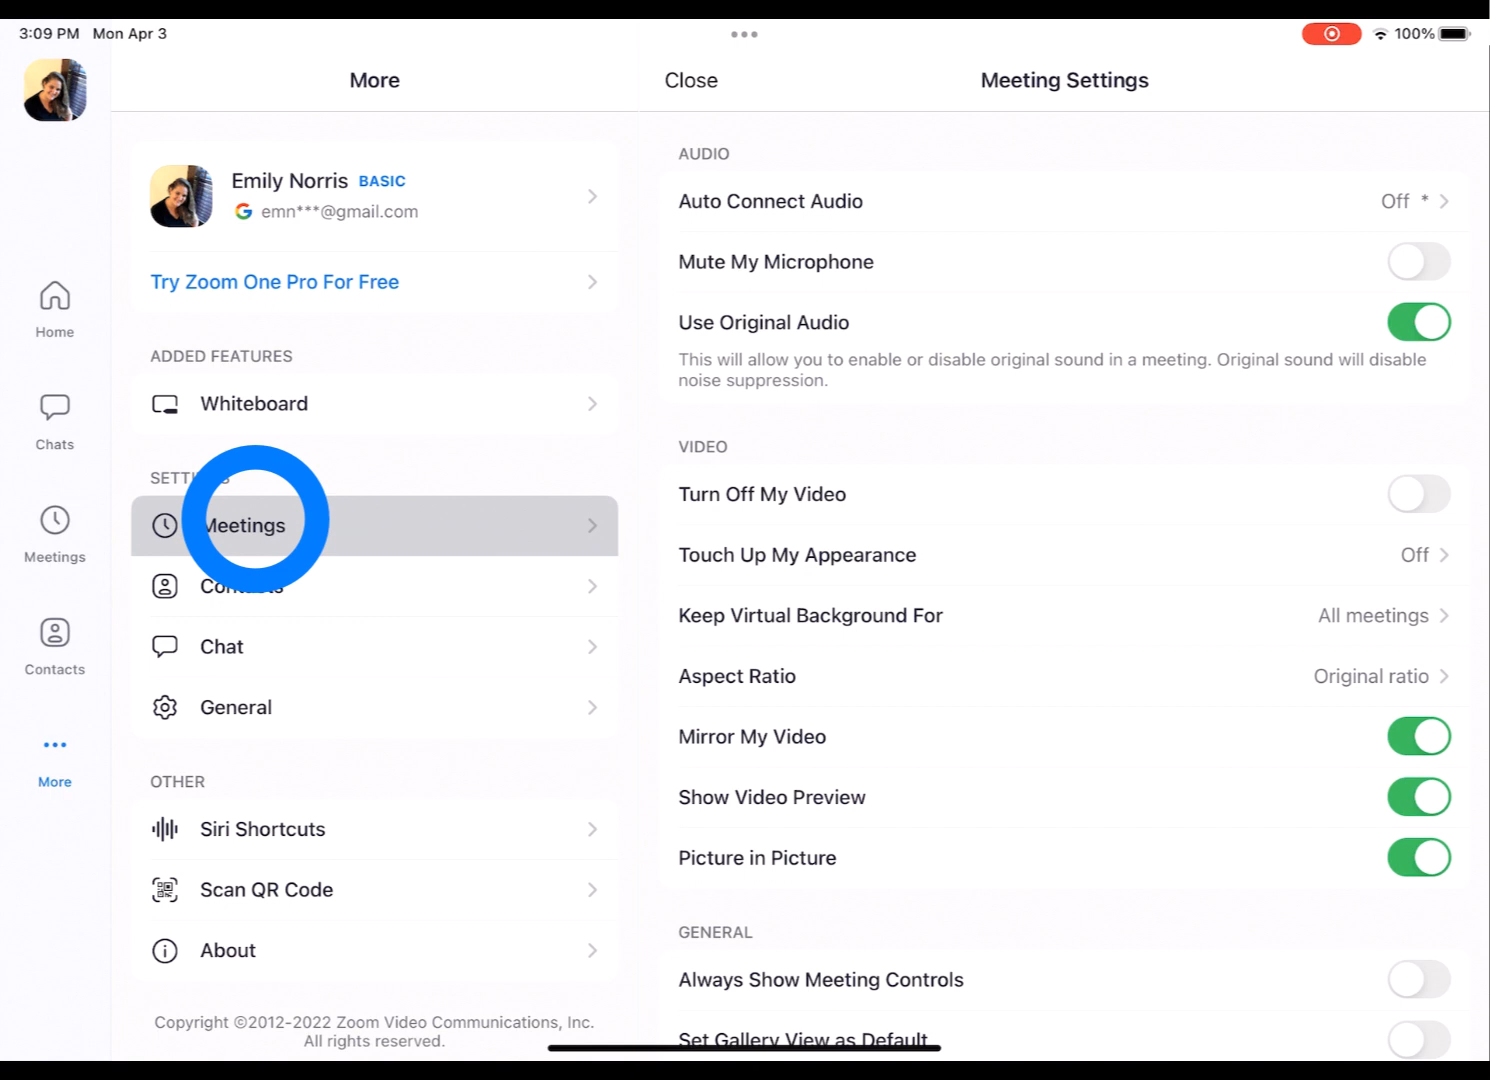 3:09 PM Mon Apr 3
100%
More
Close
Meeting Settings
Emily Norris BASIC
emn***@gmail.com
Try Zoom One Pro For Free
ADDED FEATURES
Whiteboard
Meetings
Chat
General
OTHER
Siri Shortcuts
Scan QR Code
About
Copyright ©2012-2022 Zoom Video Communications, Inc.
All rights reserved.
Home
Chats
Meetings
Contacts
More
AUDIO
Auto Connect Audio Off *
Mute My Microphone
Use Original Audio
This will allow you to enable or disable original sound in a meeting. Original sound will disable
noise suppression.
VIDEO
Turn Off My Video
Touch Up My Appearance Off
Keep Virtual Background For All meetings
Aspect Ratio Original ratio
Mirror My Video
Show Video Preview
Picture in Picture
GENERAL
Always Show Meeting Controls
Set Gallery View as Default